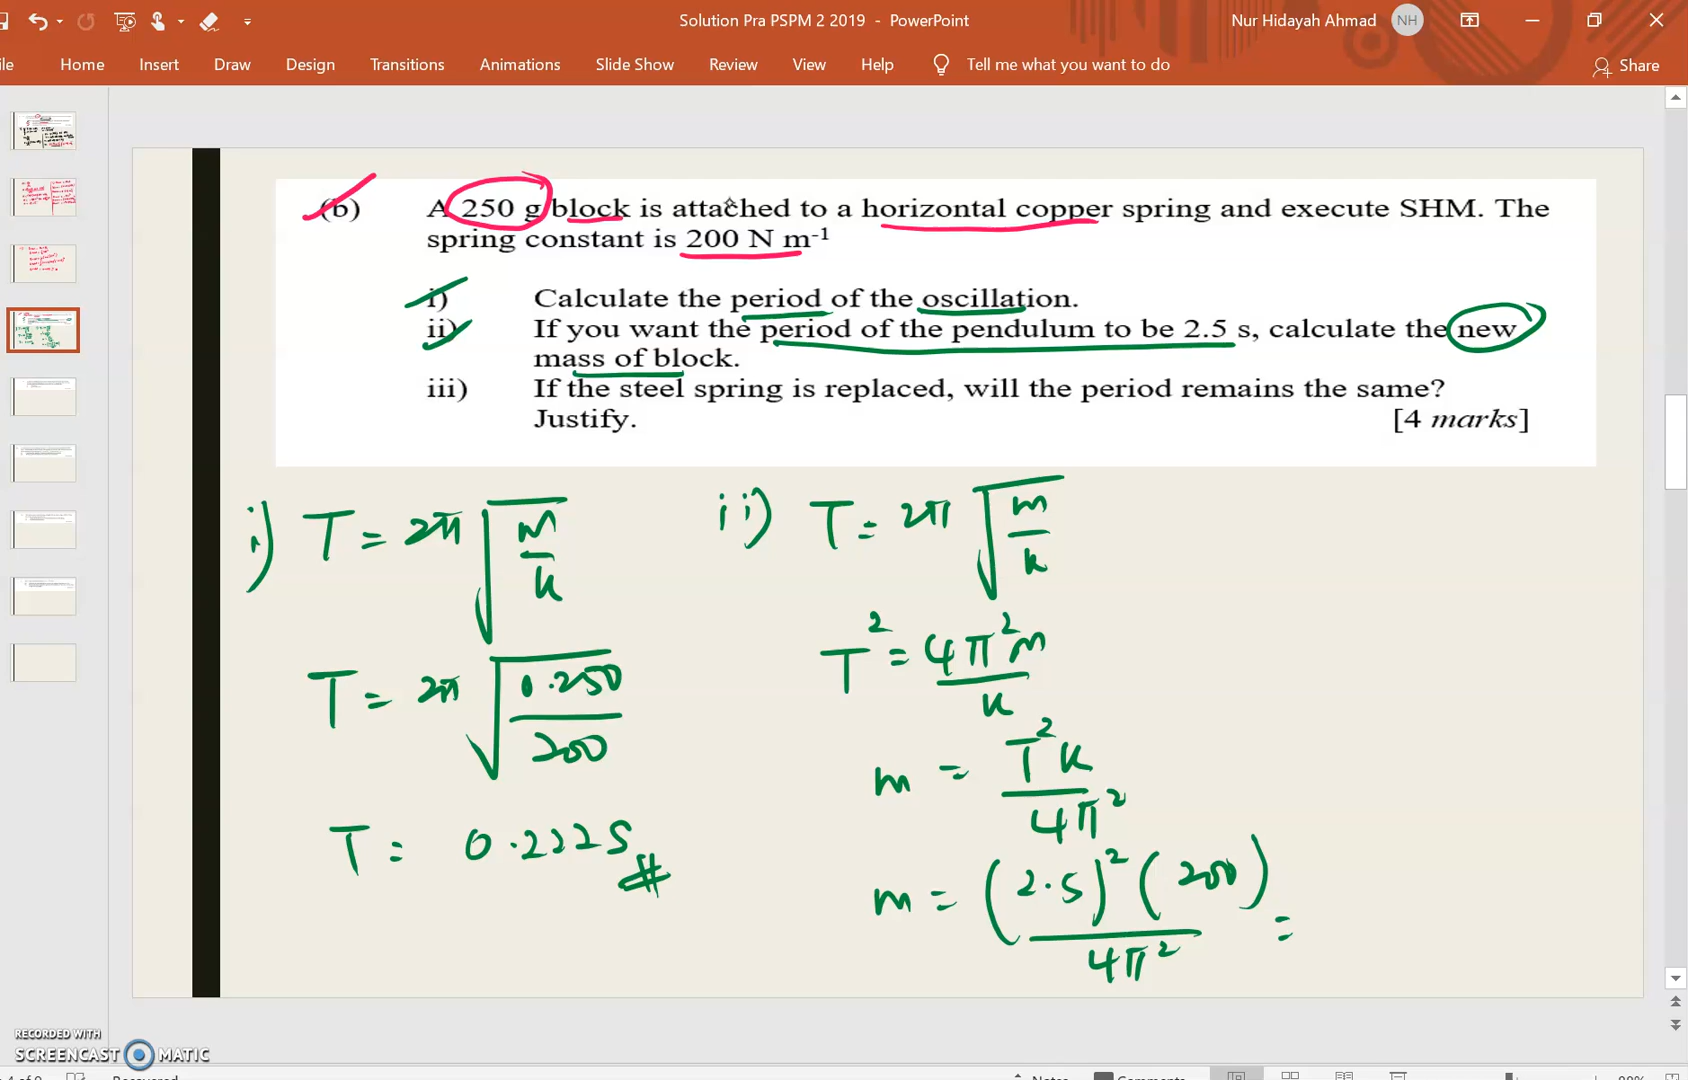 Solution Pra PSPM 2 2019 - PowerPoint
Nur Hidayah Ahmad
NH
Home Insert Draw Design Transitions Animations Slide Show Review View Help Tell me what you want to do
Share
(b) A 250 g block is attached to a horizontal copper spring and execute SHM. The
spring constant is 200 N m⁻¹
i) Calculate the period of the oscillation.
ii) If you want the period of the pendulum to be 2.5 s, calculate the new
mass of block.
iii) If the steel spring is replaced, will the period remains the same?
Justify. [4 marks]
i) T = 2π √(m/k)
T = 2π √(0.250/200)
T = 0.222 s #
ii) T = 2π √(m/k)
T² = 4π²m/k
m = T²k/4π²
m = (2.5)²(200)/4π² =
RECORDED WITH
SCREENCAST MATIC